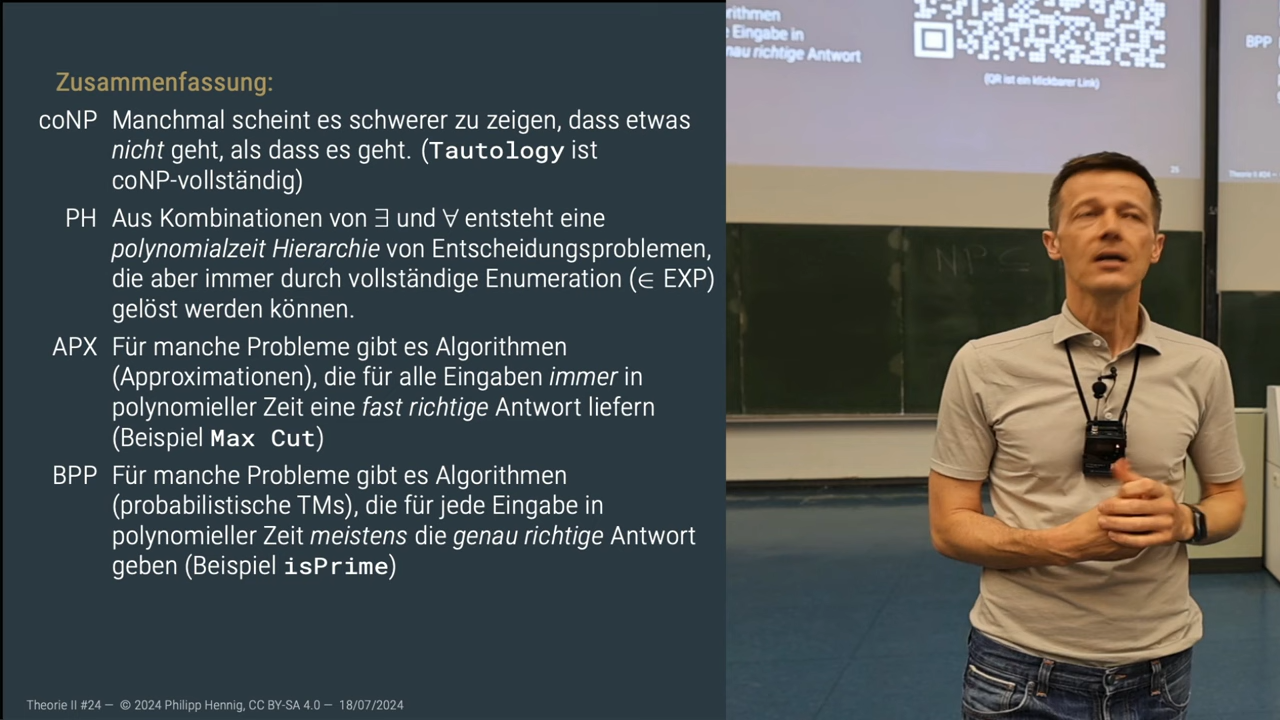 Zusammenfassung:
coNP Manchmal scheint es schwerer zu zeigen, dass etwas
nicht geht, als dass es geht. (Tautology ist
coNP-vollständig)
PH Aus Kombinationen von ∃ und ∀ entsteht eine
polynomialzeit Hierarchie von Entscheidungsproblemen,
die aber immer durch vollständige Enumeration (∈ EXP)
gelöst werden können.
APX Für manche Probleme gibt es Algorithmen
(Approximationen), die für alle Eingaben immer in
polynomieller Zeit eine fast richtige Antwort liefern
(Beispiel Max Cut)
BPP Für manche Probleme gibt es Algorithmen
(probabilistische TMs), die für jede Eingabe in
polynomieller Zeit meistens die genau richtige Antwort
geben (Beispiel isPrime)
Theorie II #24 — © 2024 Philipp Hennig, CC BY-SA 4.0 — 18/07/2024
Eingabe in
richtige Antwort
(QR ist ein klickbarer Link)
25
Theorie II #24 —
BPP
NP ⊆